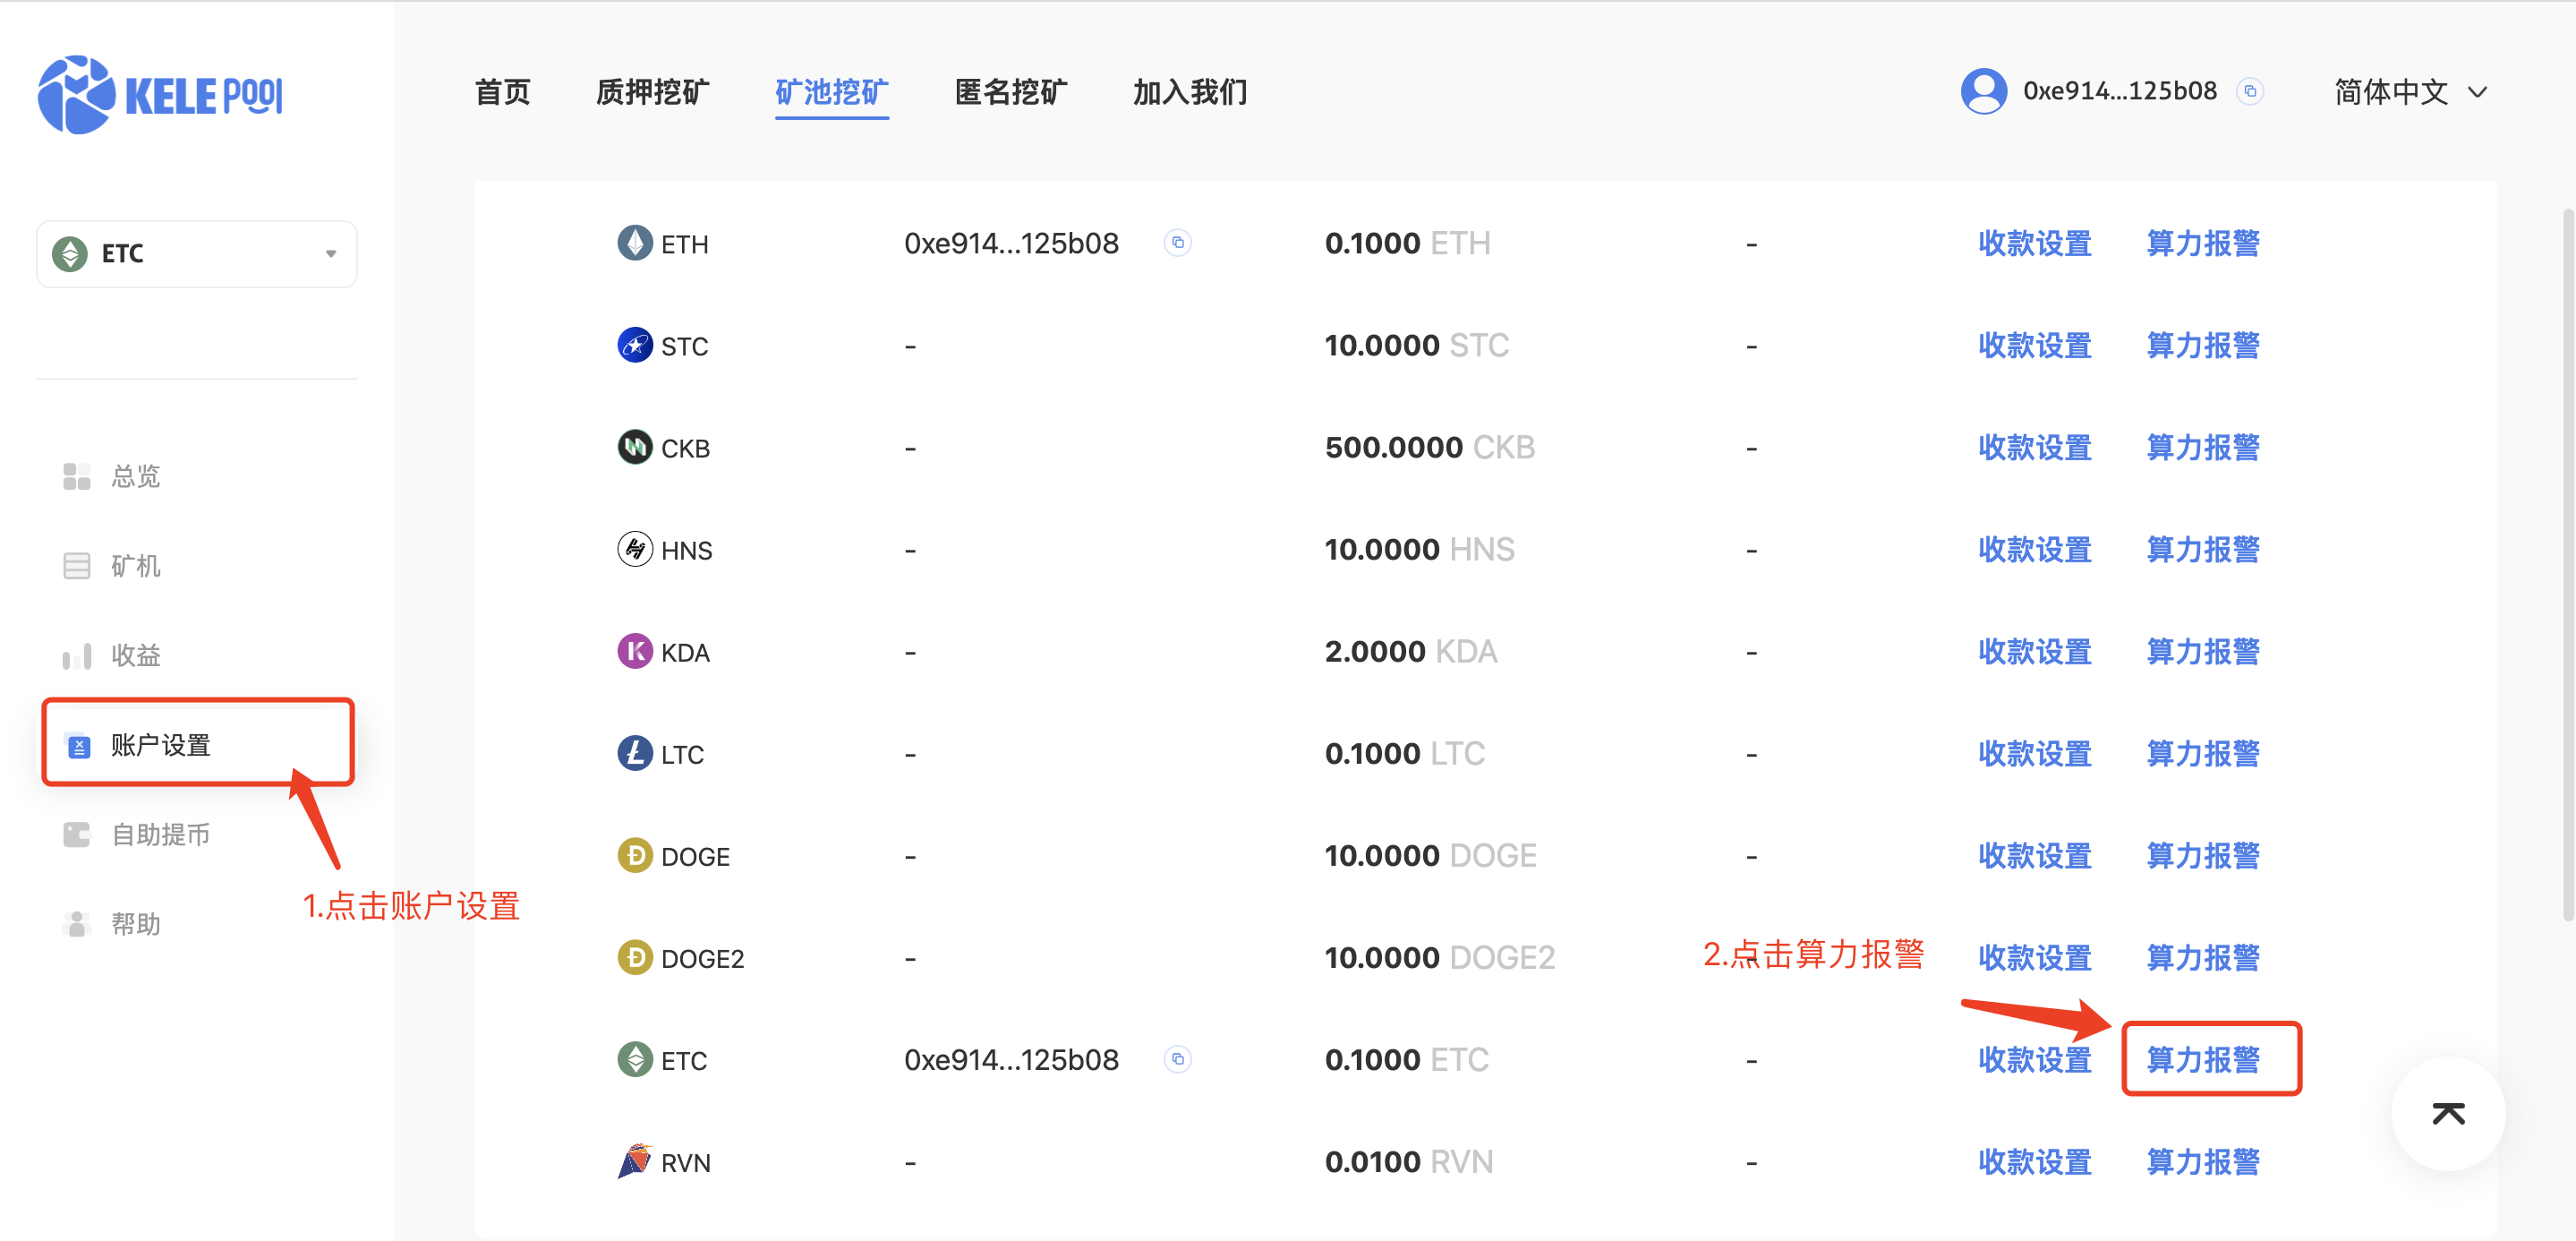 KELE POOL
首页 质押挖矿 矿池挖矿 匿名挖矿 加入我们 0xe914...125b08 简体中文
ETC
总览
矿机
收益
账户设置
自助提币
帮助
1.点击账户设置
ETH 0xe914...125b08 0.1000 ETH - 收款设置 算力报警
STC - 10.0000 STC - 收款设置 算力报警
CKB - 500.0000 CKB - 收款设置 算力报警
HNS - 10.0000 HNS - 收款设置 算力报警
KDA - 2.0000 KDA - 收款设置 算力报警
LTC - 0.1000 LTC - 收款设置 算力报警
DOGE - 10.0000 DOGE - 收款设置 算力报警
DOGE2 - 10.0000 DOGE2 - 收款设置 算力报警
2.点击算力报警
ETC 0xe914...125b08 0.1000 ETC - 收款设置 算力报警
RVN - 0.0100 RVN - 收款设置 算力报警